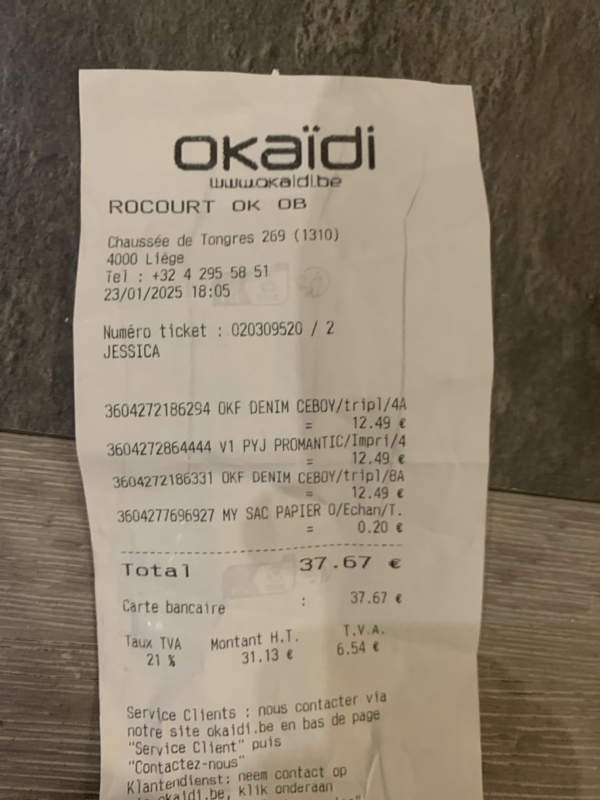 okaïdi
www.okaidi.be
ROCOURT OK OB
Chaussée de Tongres 269 (1310)
4000 Liège
Tel : +32 4 295 58 51
23/01/2025 18:05
Numéro ticket : 020309520 / 2
JESSICA
3604272186294 OKF DENIM CEBOY/tripl/4A
= 12.49 €
3604272864444 V1 PYJ PROMANTIC/Impri/4
= 12.49 €
3604272186331 OKF DENIM CEBOY/tripl/8A
= 12.49 €
3604277696927 MY SAC PAPIER O/Echan/T.
= 0.20 €
Total 37.67 €
Carte bancaire : 37.67 €
Taux TVA Montant H.T. T.V.A.
21 % 31.13 € 6.54 €
Service Clients : nous contacter via
notre site okaidi.be en bas de page
"Service Client" puis
"Contactez-nous"
Klantendienst: neem contact op
okaidi.be, klik onderaan